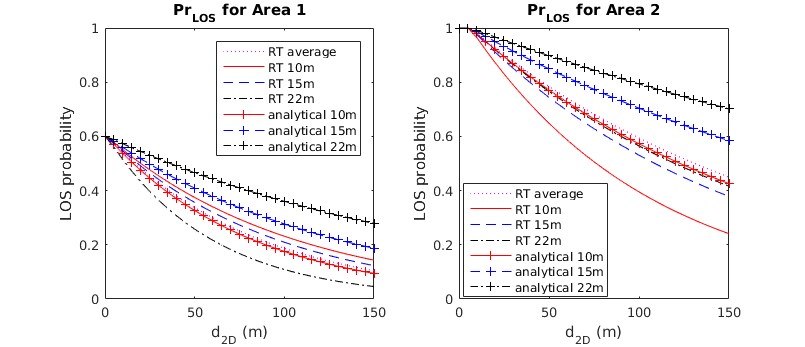 Pr_LOS for Area 1
LOS probability
1
0.8
0.6
0.4
0.2
0
0
50
100
150
d_2D (m)
RT average
RT 10m
RT 15m
RT 22m
analytical 10m
analytical 15m
analytical 22m
Pr_LOS for Area 2
LOS probability
1
0.8
0.6
0.4
0.2
0
0
50
100
150
d_2D (m)
RT average
RT 10m
RT 15m
RT 22m
analytical 10m
analytical 15m
analytical 22m